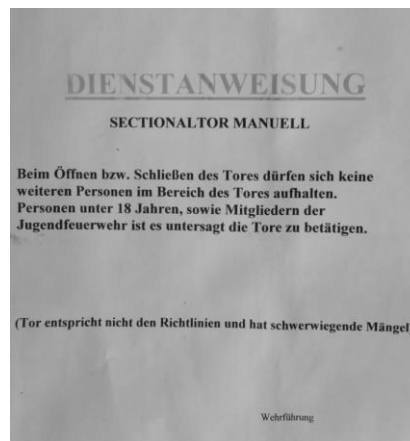 DIENSTANWEISUNG
SECTIONALTOR MANUELL
Beim Öffnen bzw. Schließen des Tores dürfen sich keine
weiteren Personen im Bereich des Tores aufhalten.
Personen unter 18 Jahren, sowie Mitgliedern der
Jugendfeuerwehr ist es untersagt die Tore zu betätigen.
(Tor entspricht nicht den Richtlinien und hat schwerwiegende Mängel
Wehrführung